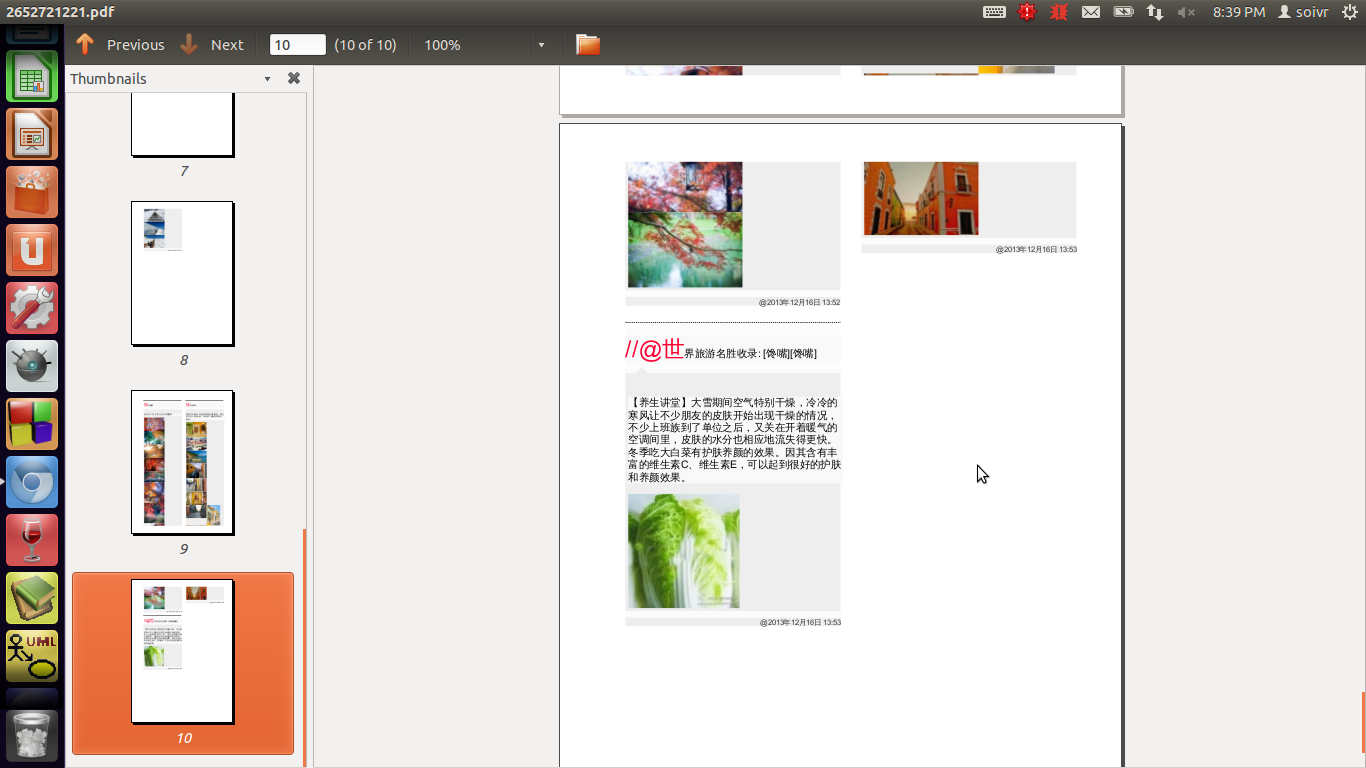 2652721221.pdf
8:39 PM
soivr
Previous
Next
10
(10 of 10)
100%
Thumbnails
7
8
9
10
U
UML
@2013年12月16日 13:52
//@世界旅游名胜收录: [馋嘴][馋嘴]
【养生讲堂】大雪期间空气特别干燥，冷冷的
寒风让不少朋友的皮肤开始出现干燥的情况，
不少上班族到了单位之后，又关在开着暖气的
空调间里，皮肤的水分也相应地流失得更快。
冬季吃大白菜有护肤养颜的效果。因其含有丰
富的维生素C、维生素E，可以起到很好的护肤
和养颜效果。
@2013年12月16日 13:53
@2013年12月16日 13:53